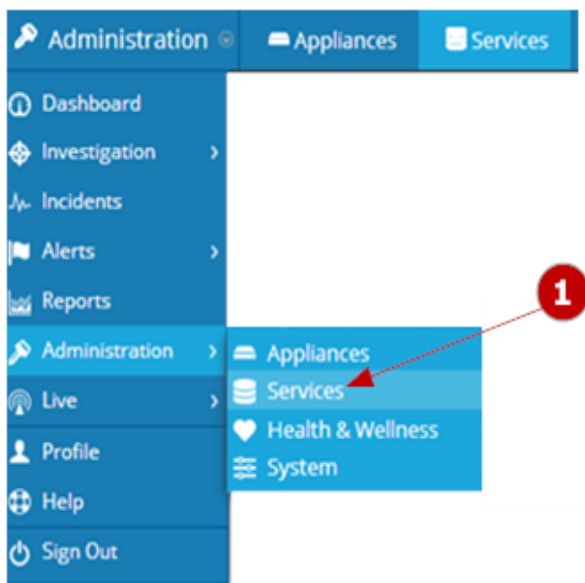 Administration Appliances Services
Dashboard
Investigation
Incidents
Alerts
Reports
Administration
Appliances
Services
Health & Wellness
System
1
Live
Profile
Help
Sign Out